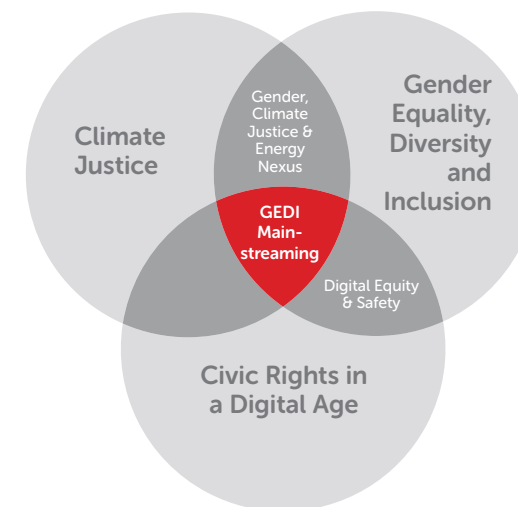 Climate
Justice
Gender,
Climate
Justice &
Energy
Nexus
Gender
Equality,
Diversity
and
Inclusion
GEDI
Main-
streaming
Digital Equity
& Safety
Civic Rights in
a Digital Age